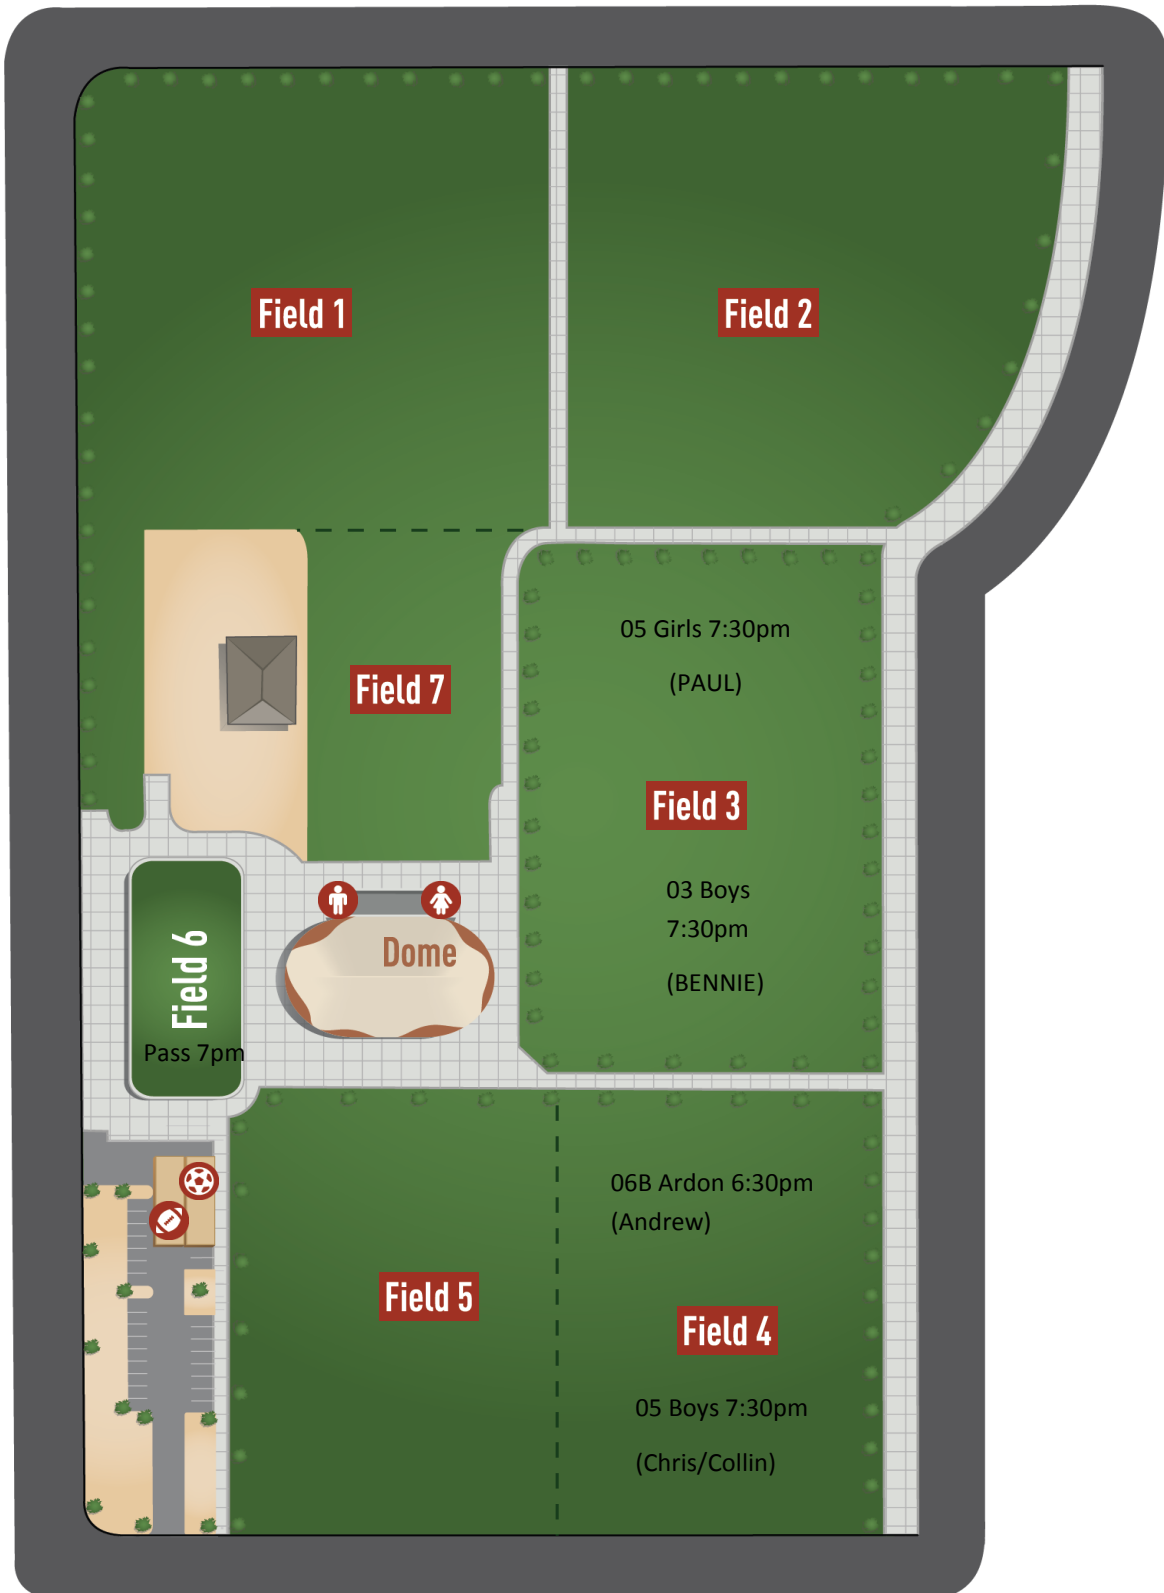 Field 1
Field 2
05 Girls 7:30pm
(PAUL)
Field 7
Field 3
03 Boys
7:30pm
(BENNIE)
Dome
Field 6
Pass 7pm
06B Ardon 6:30pm
(Andrew)
Field 5
Field 4
05 Boys 7:30pm
(Chris/Collin)